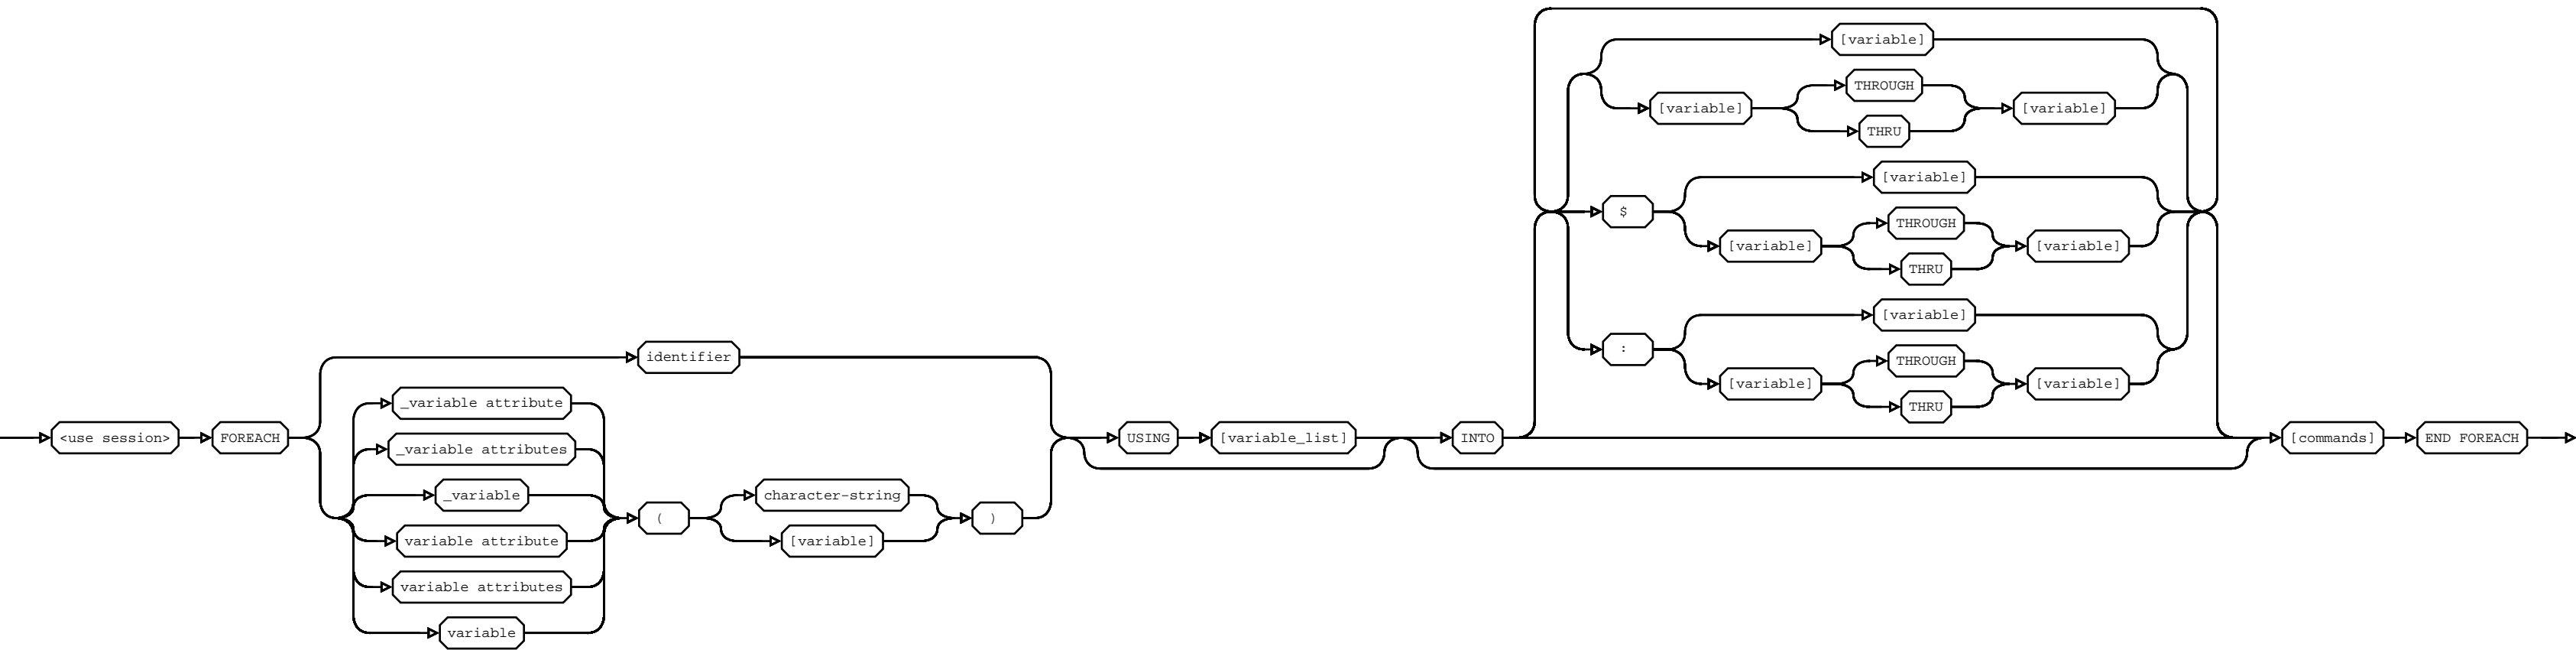 [variable]
THROUGH
[variable] [variable]
THRU
[variable]
$
THROUGH
[variable] [variable]
THRU
[variable]
:
identifier
THROUGH
[variable] [variable]
_variable attribute
THRU
<use session> FOREACH USING [variable_list] INTO [commands] END FOREACH
_variable attributes
_variable character-string
( )
variable attribute [variable]
variable attributes
variable